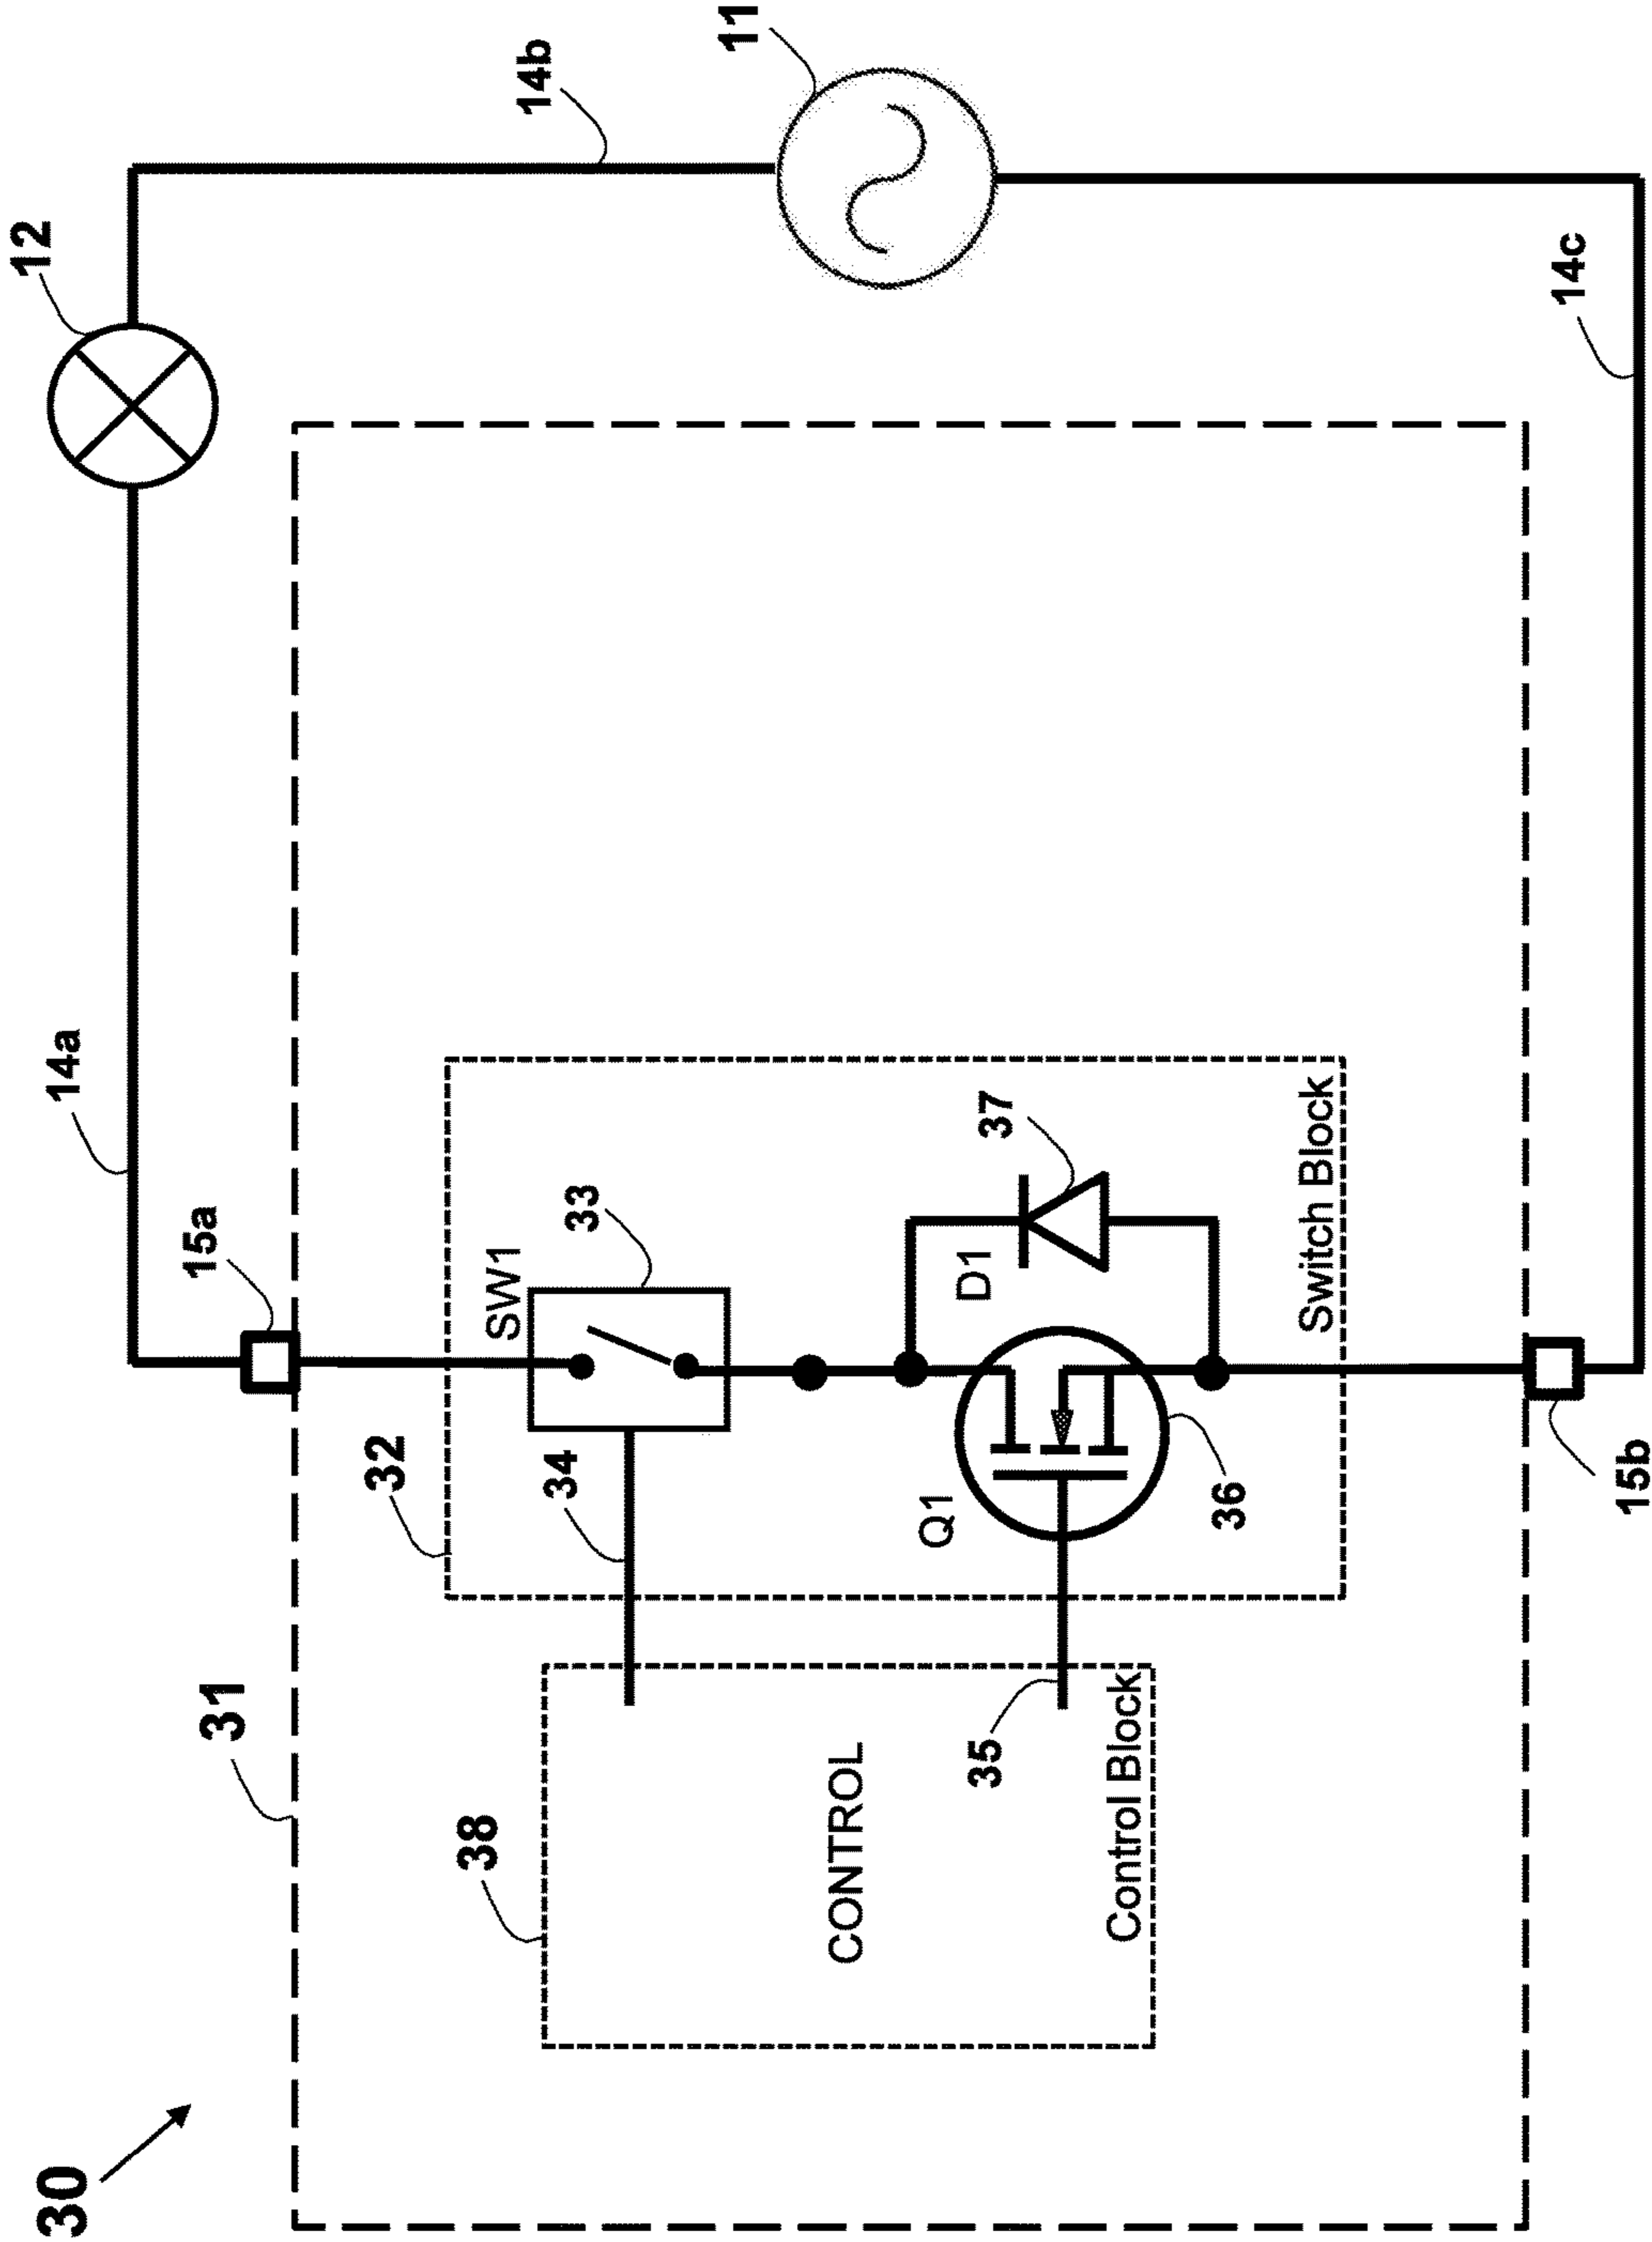 30
31
38
CONTROL
Control Block
35
34
32
SW1
33
Q1
36
D1
37
Switch Block
15a
15b
14a
12
14b
11
14c